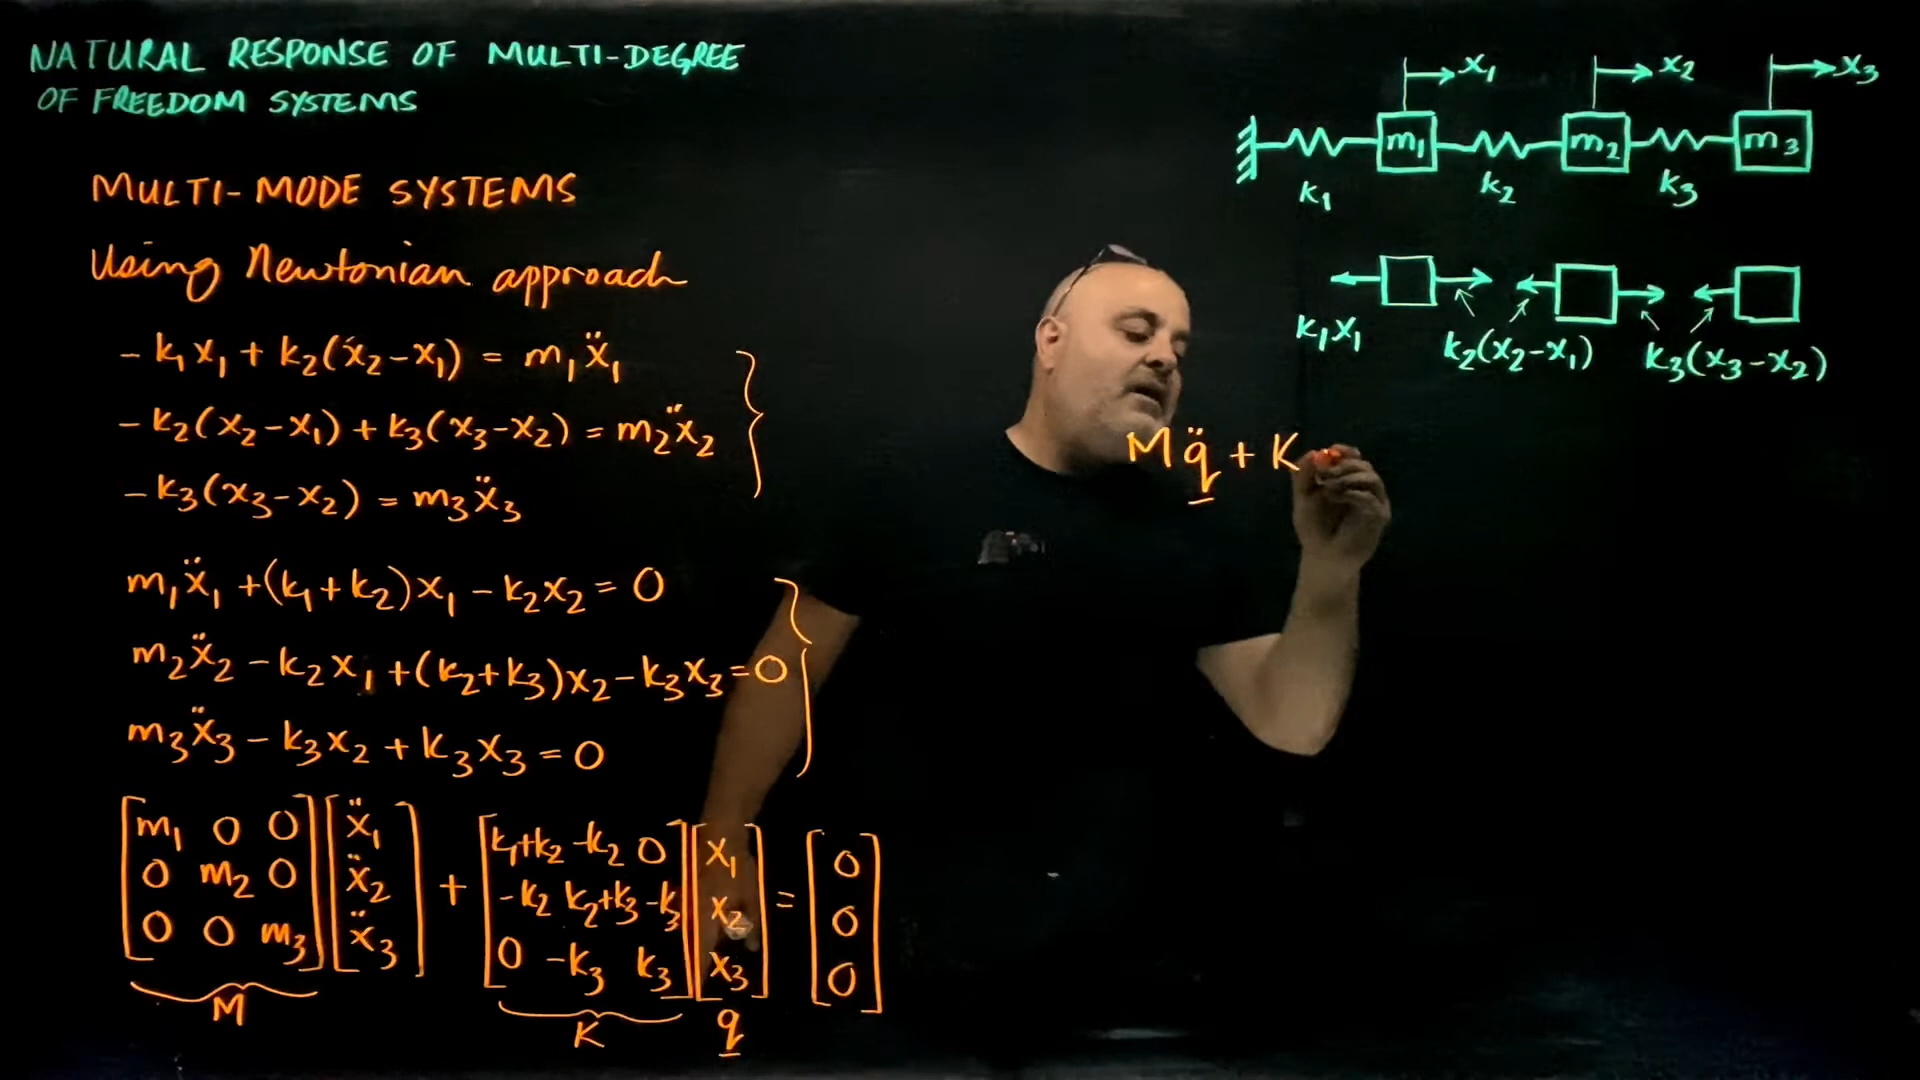 NATURAL RESPONSE OF MULTI-DEGREE
OF FREEDOM SYSTEMS
MULTI-MODE SYSTEMS
Using Newtonian approach
-k₁x₁ + k₂(x₂-x₁) = m₁ẍ₁
-k₂(x₂-x₁) + k₃(x₃-x₂) = m₂ẍ₂
-k₃(x₃-x₂) = m₃ẍ₃
m₁ẍ₁ + (k₁+k₂)x₁ - k₂x₂ = 0
m₂ẍ₂ - k₂x₁ + (k₂+k₃)x₂ - k₃x₃ = 0
m₃ẍ₃ - k₃x₂ + k₃x₃ = 0
[m₁ 0 0] [ẍ₁] [k₁+k₂ -k₂ 0] [x₁] [0]
[0 m₂ 0] [ẍ₂] + [-k₂ k₂+k₃ -k₃] [x₂] = [0]
[0 0 m₃] [ẍ₃] [0 -k₃ k₃] [x₃] [0]
M K q
x₁ x₂ x₃
m₁ m₂ m₃
k₁ k₂ k₃
k₁x₁ k₂(x₂-x₁) k₃(x₃-x₂)
M q̈ + K